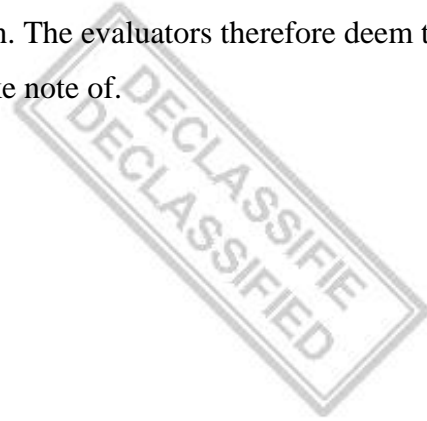 n. The evaluators therefore deem t
e note of.
DECLASSIFIE
DECLASSIFIED